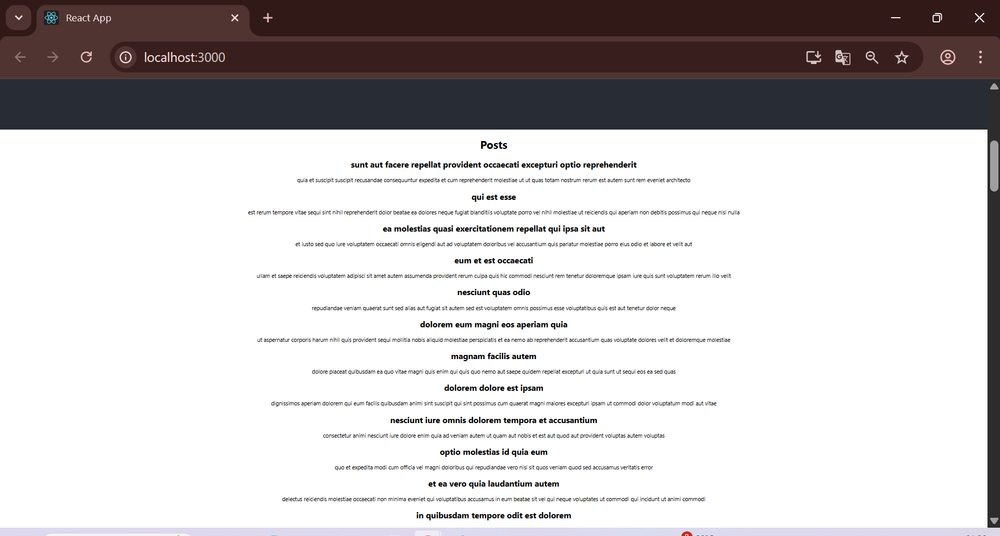 React App
localhost:3000
Posts
sunt aut facere repellat provident occaecati excepturi optio reprehenderit
quia et suscipit suscipit recusandae consequuntur expedita et cum reprehenderit molestiae ut ut quas totam nostrum rerum est autem sunt rem eveniet architecto
qui est esse
est rerum tempore vitae sequi sint nihil reprehenderit dolor beatae ea dolores neque fugiat blanditiis voluptate porro vel nihil molestiae ut reiciendis qui aperiam non debitis possimus qui neque nisi nulla
ea molestias quasi exercitationem repellat qui ipsa sit aut
et iusto sed quo iure voluptatem occaecati omnis eligendi aut ad voluptatem doloribus vel accusantium quis pariatur molestiae porro eius odio et labore et velit aut
eum et est occaecati
ullam et saepe reiciendis voluptatem adipisci sit amet autem assumenda provident rerum culpa quis hic commodi nesciunt rem tenetur doloremque ipsam iure quis sunt voluptatem rerum illo velit
nesciunt quas odio
repudiandae veniam quaerat sunt sed alias aut fugiat sit autem sed est voluptatem omnis possimus esse voluptatibus quis est aut tenetur dolor neque
dolorem eum magni eos aperiam quia
ut aspernatur corporis harum nihil quis provident sequi mollitia nobis aliquid molestiae perspiciatis et ea nemo ab reprehenderit accusantium quas voluptate dolores velit et doloremque molestiae
magnam facilis autem
dolore placeat quibusdam ea quo vitae magni quis enim qui quis quo nemo aut saepe quidem repellat excepturi ut quia sunt ut sequi eos ea sed quas
dolorem dolore est ipsam
dignissimos aperiam dolorem qui eum facilis quibusdam animi sint suscipit qui sint possimus cum quaerat magni maiores excepturi ipsam ut commodi dolor voluptatum modi aut vitae
nesciunt iure omnis dolorem tempora et accusantium
consectetur animi nesciunt iure dolore enim quia ad veniam autem ut quam aut nobis et est aut quod aut provident voluptas autem voluptas
optio molestias id quia eum
quo et expedita modi cum officia vel magni doloribus qui repudiandae vero nisi sit quos veniam quod sed accusamus veritatis error
et ea vero quia laudantium autem
delectus reiciendis molestiae occaecati non minima eveniet qui voluptatibus accusamus in eum beatae sit vel qui neque voluptates ut commodi qui incidunt ut animi commodi
in quibusdam tempore odit est dolorem